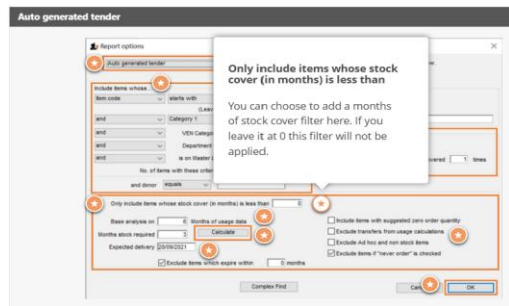 Auto generated tender
Report options
Auto generated tender
Include items whose...
Item code starts with
and Category 1
and VEN Catego
and Department
and is on Master
No. of items with these crite
and donor equals
Only include items whose stock
cover (in months) is less than
You can choose to add a months
of stock cover filter here. If you
leave it at 0 this filter will not be
applied.
overed 1 times
Only include items whose stock cover (in months) is less than 0
Base analysis on 6 Months of usage data
Months stock required 3 Calculate
Expected delivery 20/09/2021
Exclude items which expire within 0 months
Include items with suggested zero order quantity
Exclude transfers from usage calculations
Exclude Ad hoc and non stock items
Exclude items if "never order" is checked
Complex Find
OK